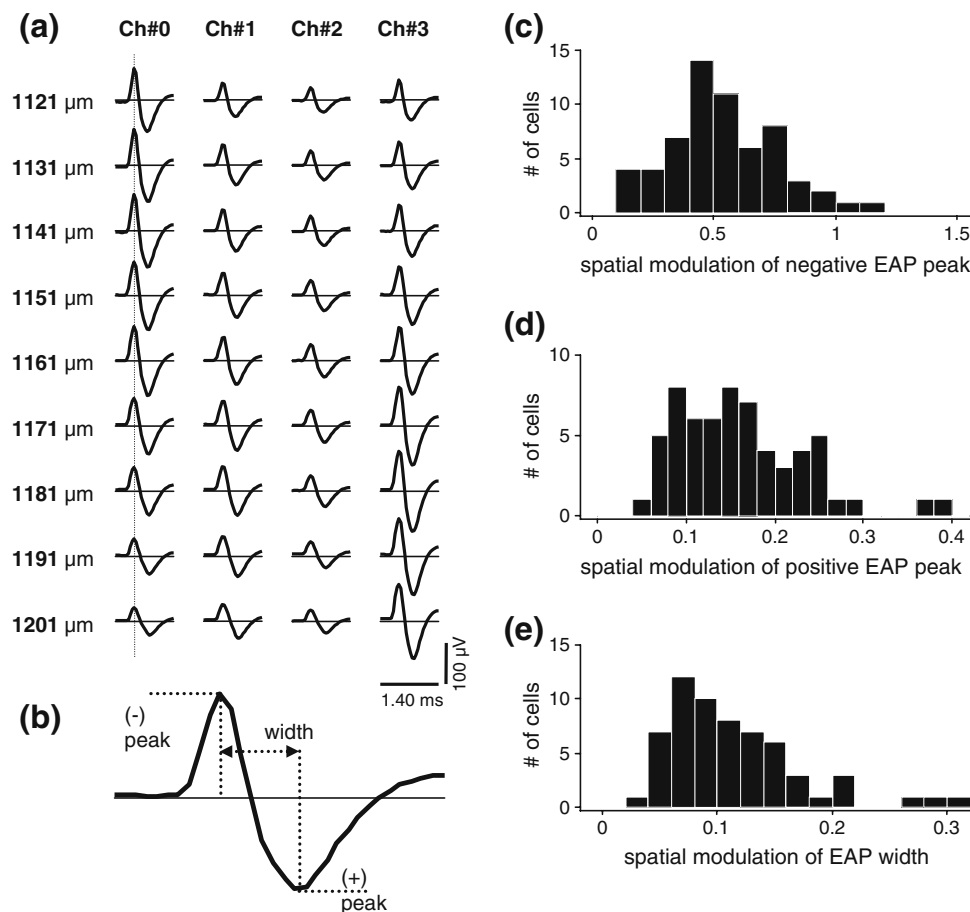 (a)
Ch#0 Ch#1 Ch#2 Ch#3
1121 µm
1131 µm
1141 µm
1151 µm
1161 µm
1171 µm
1181 µm
1191 µm
1201 µm
100 µV
1.40 ms
(b)
(-)
peak
width
(+)
peak
(c)
15
10
5
0
# of cells
0 0.5 1 1.5
spatial modulation of negative EAP peak
(d)
10
5
0
# of cells
0 0.1 0.2 0.3 0.4
spatial modulation of positive EAP peak
(e)
15
10
5
0
# of cells
0 0.1 0.2 0.3
spatial modulation of EAP width